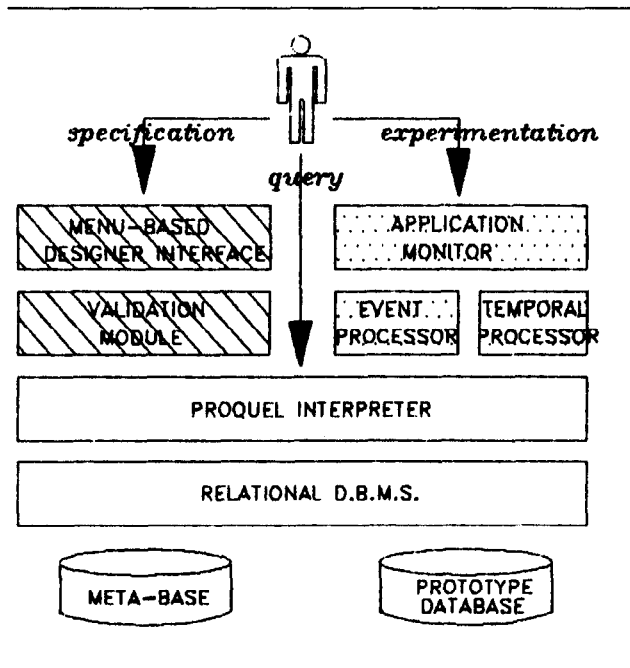 specification
experimentation
query
MENU-BASED
DESIGNER INTERFACE
APPLICATION
MONITOR
VALIDATION
MODULE
EVENT
PROCESSOR
TEMPORAL
PROCESSOR
PROQUEL INTERPRETER
RELATIONAL D.B.M.S.
META-BASE
PROTOTYPE
DATABASE